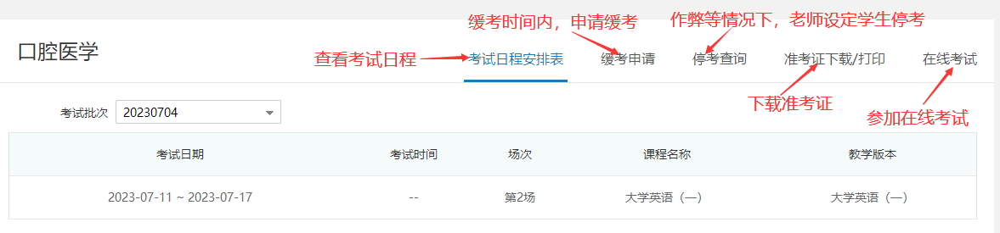 缓考时间内，申请缓考
作弊等情况下，老师设定学生停考
口腔医学
查看考试日程
考试日程安排表
缓考申请
停考查询
准考证下载/打印
在线考试
下载准考证
参加在线考试
考试批次 20230704
考试日期 考试时间 场次 课程名称 教学版本
2023-07-11 ~ 2023-07-17 -- 第2场 大学英语（一） 大学英语（一）